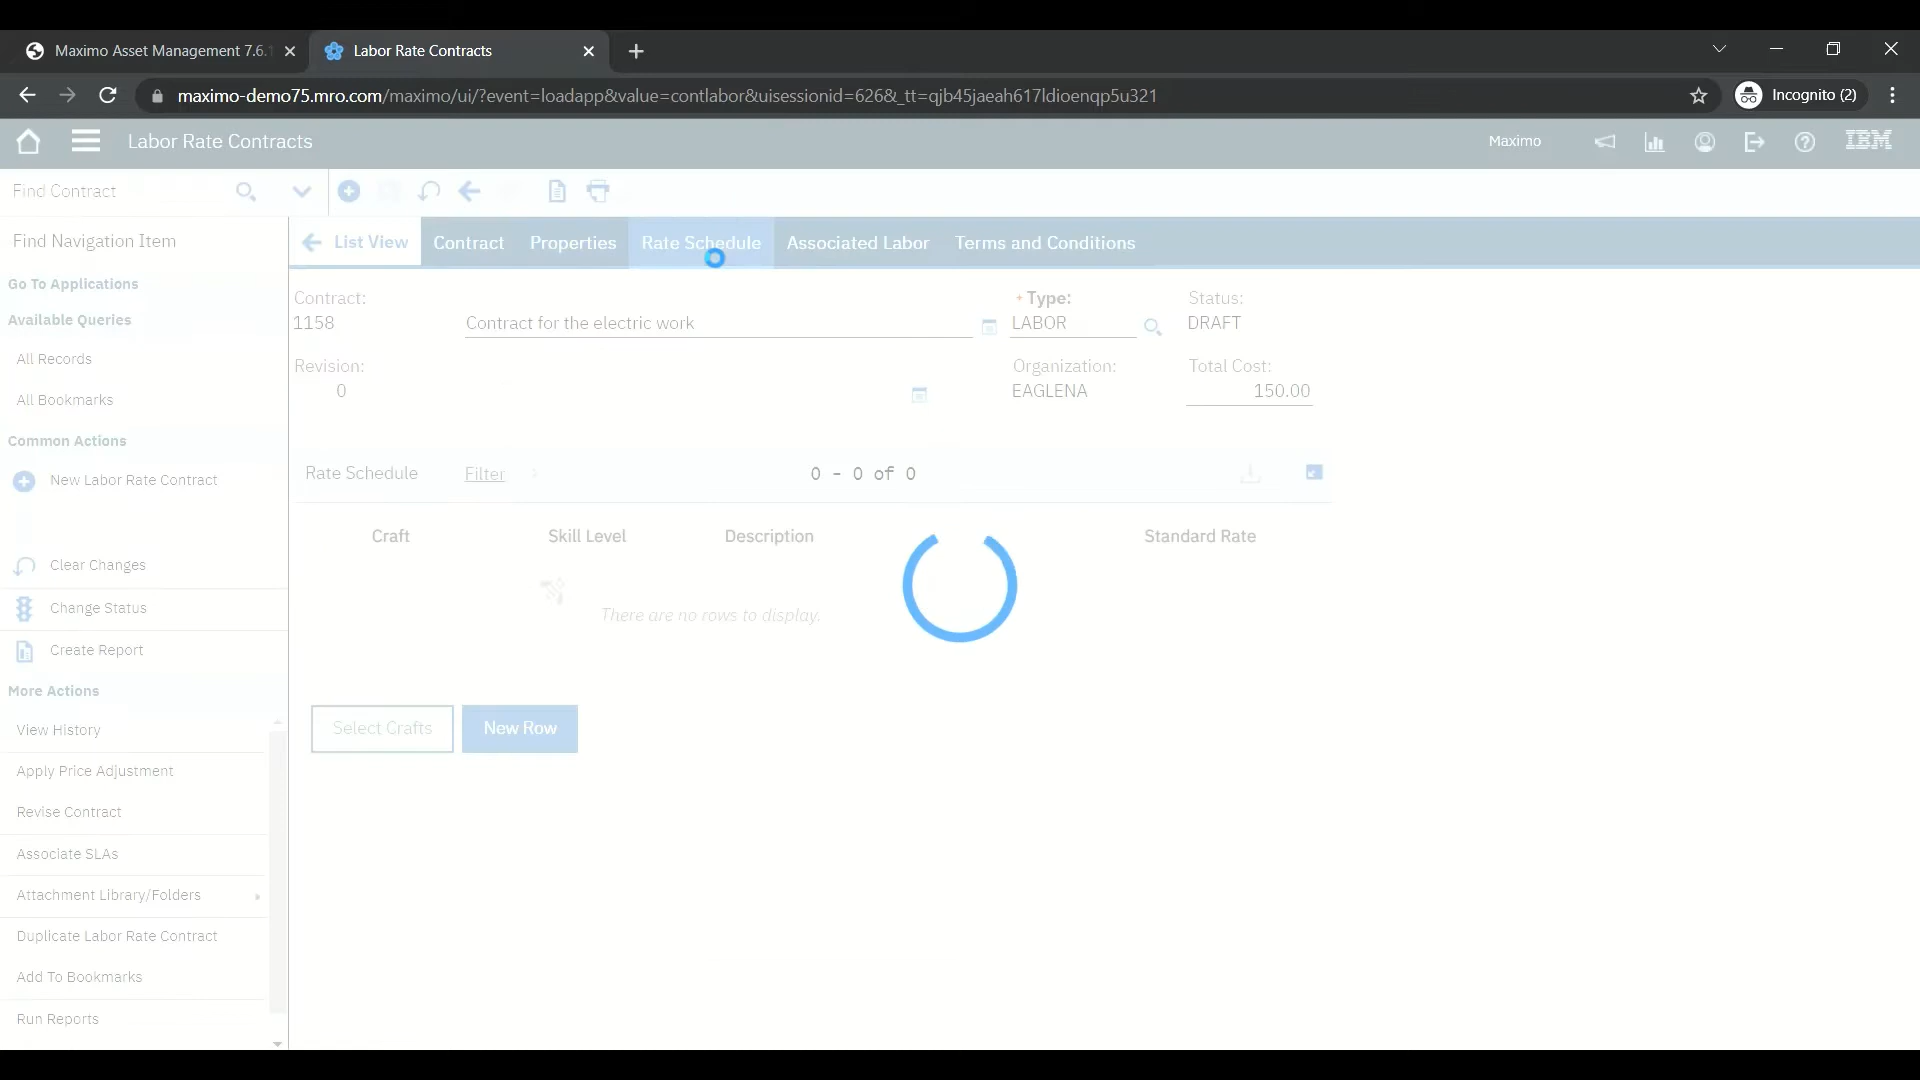 Maximo Asset Management 7.6.1
Labor Rate Contracts
maximo-demo75.mro.com/maximo/ui/?event=loadapp&value=contlabor&uisessionid=626&_tt=qjb45jaeah617ldioenqp5u321
Incognito (2)
Labor Rate Contracts
Maximo
IBM
Find Contract
Find Navigation Item
Go To Applications
Available Queries
All Records
All Bookmarks
Common Actions
New Labor Rate Contract
Clear Changes
Change Status
Create Report
More Actions
View History
Apply Price Adjustment
Revise Contract
Associate SLAs
Attachment Library/Folders
Duplicate Labor Rate Contract
Add To Bookmarks
Run Reports
List View Contract Properties Rate Schedule Associated Labor Terms and Conditions
Contract: * Type: Status:
1158 Contract for the electric work LABOR DRAFT
Revision: Organization: Total Cost:
0 EAGLENA 150.00
Rate Schedule Filter 0 - 0 of 0
Craft Skill Level Description Standard Rate
There are no rows to display.
Select Crafts New Row